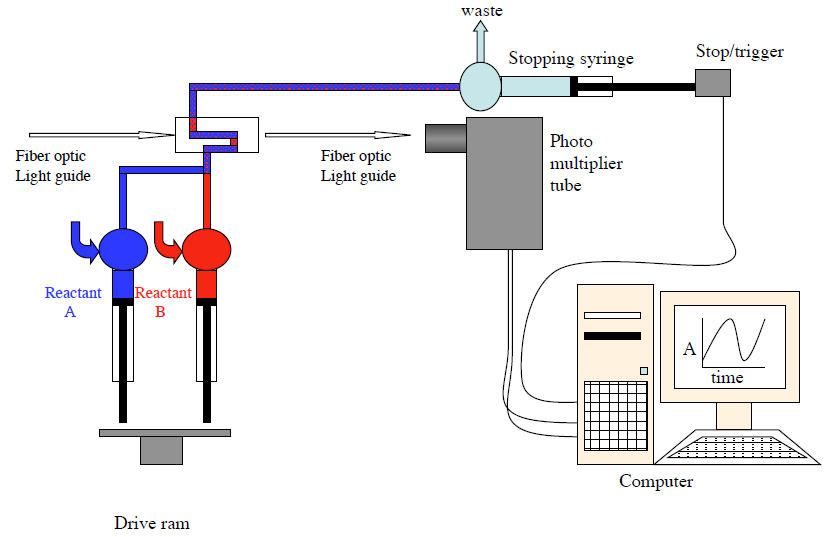 waste
Stopping syringe
Stop/trigger
Fiber optic
Light guide
Fiber optic
Light guide
Photo
multiplier
tube
Reactant
A
Reactant
B
A
time
Computer
Drive ram